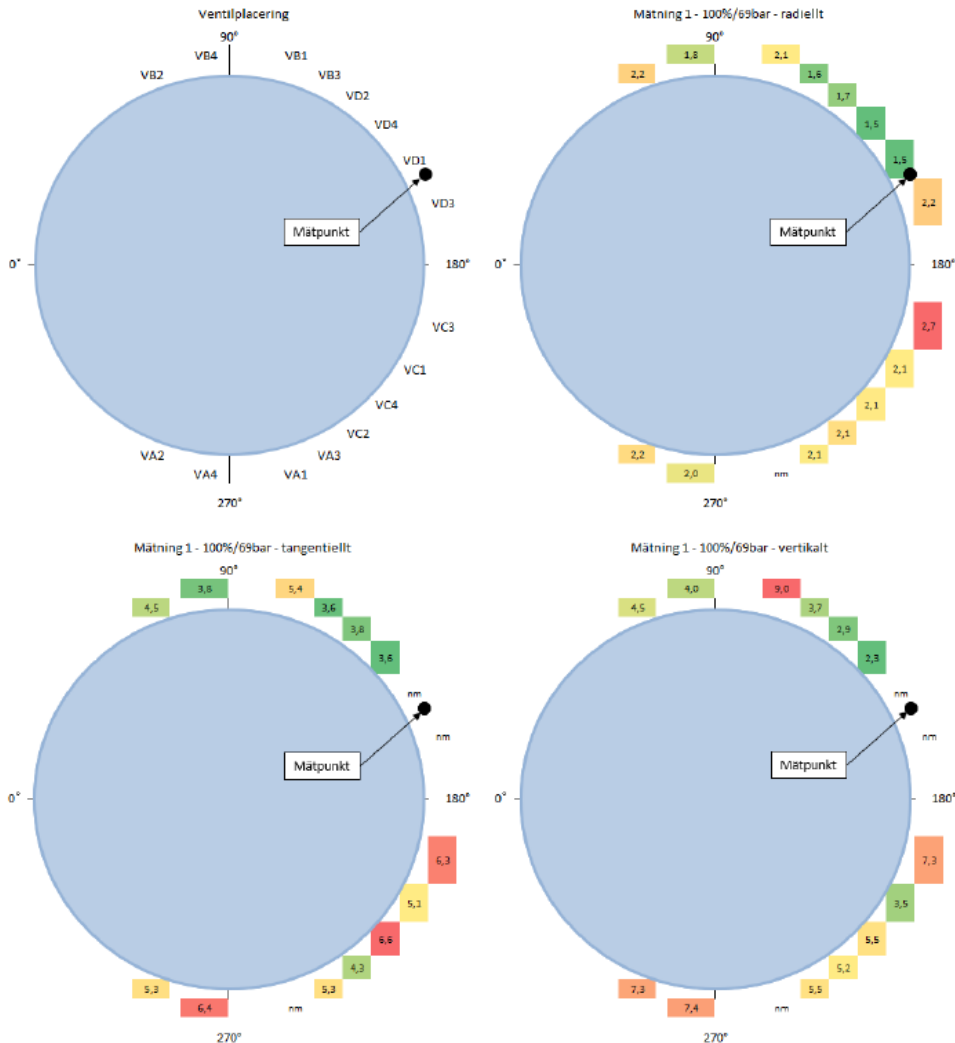 Ventilplacering
90°
VB4
VB1
VB2
VB3
VD2
VD4
VD1
VD3
Mätpunkt
0°
180°
VC3
VC1
VC4
VC2
VA2
VA3
VA4
VA1
270°
Mätning 1 - 100%/69bar - radiellt
90°
1,8
2,1
2,2
1,6
1,7
1,5
1,5
2,2
Mätpunkt
0°
180°
2,7
2,1
2,1
2,1
2,2
2,1
2,0
nm
270°
Mätning 1 - 100%/69bar - tangentiellt
90°
3,8
5,4
4,5
3,6
3,8
3,6
nm
nm
Mätpunkt
0°
180°
6,3
5,1
6,6
4,3
5,3
5,3
6,4
nm
270°
Mätning 1 - 100%/69bar - vertikalt
90°
4,0
9,0
4,5
3,7
2,9
2,3
nm
nm
Mätpunkt
0°
180°
7,3
3,5
5,5
5,2
7,3
5,5
7,4
nm
270°